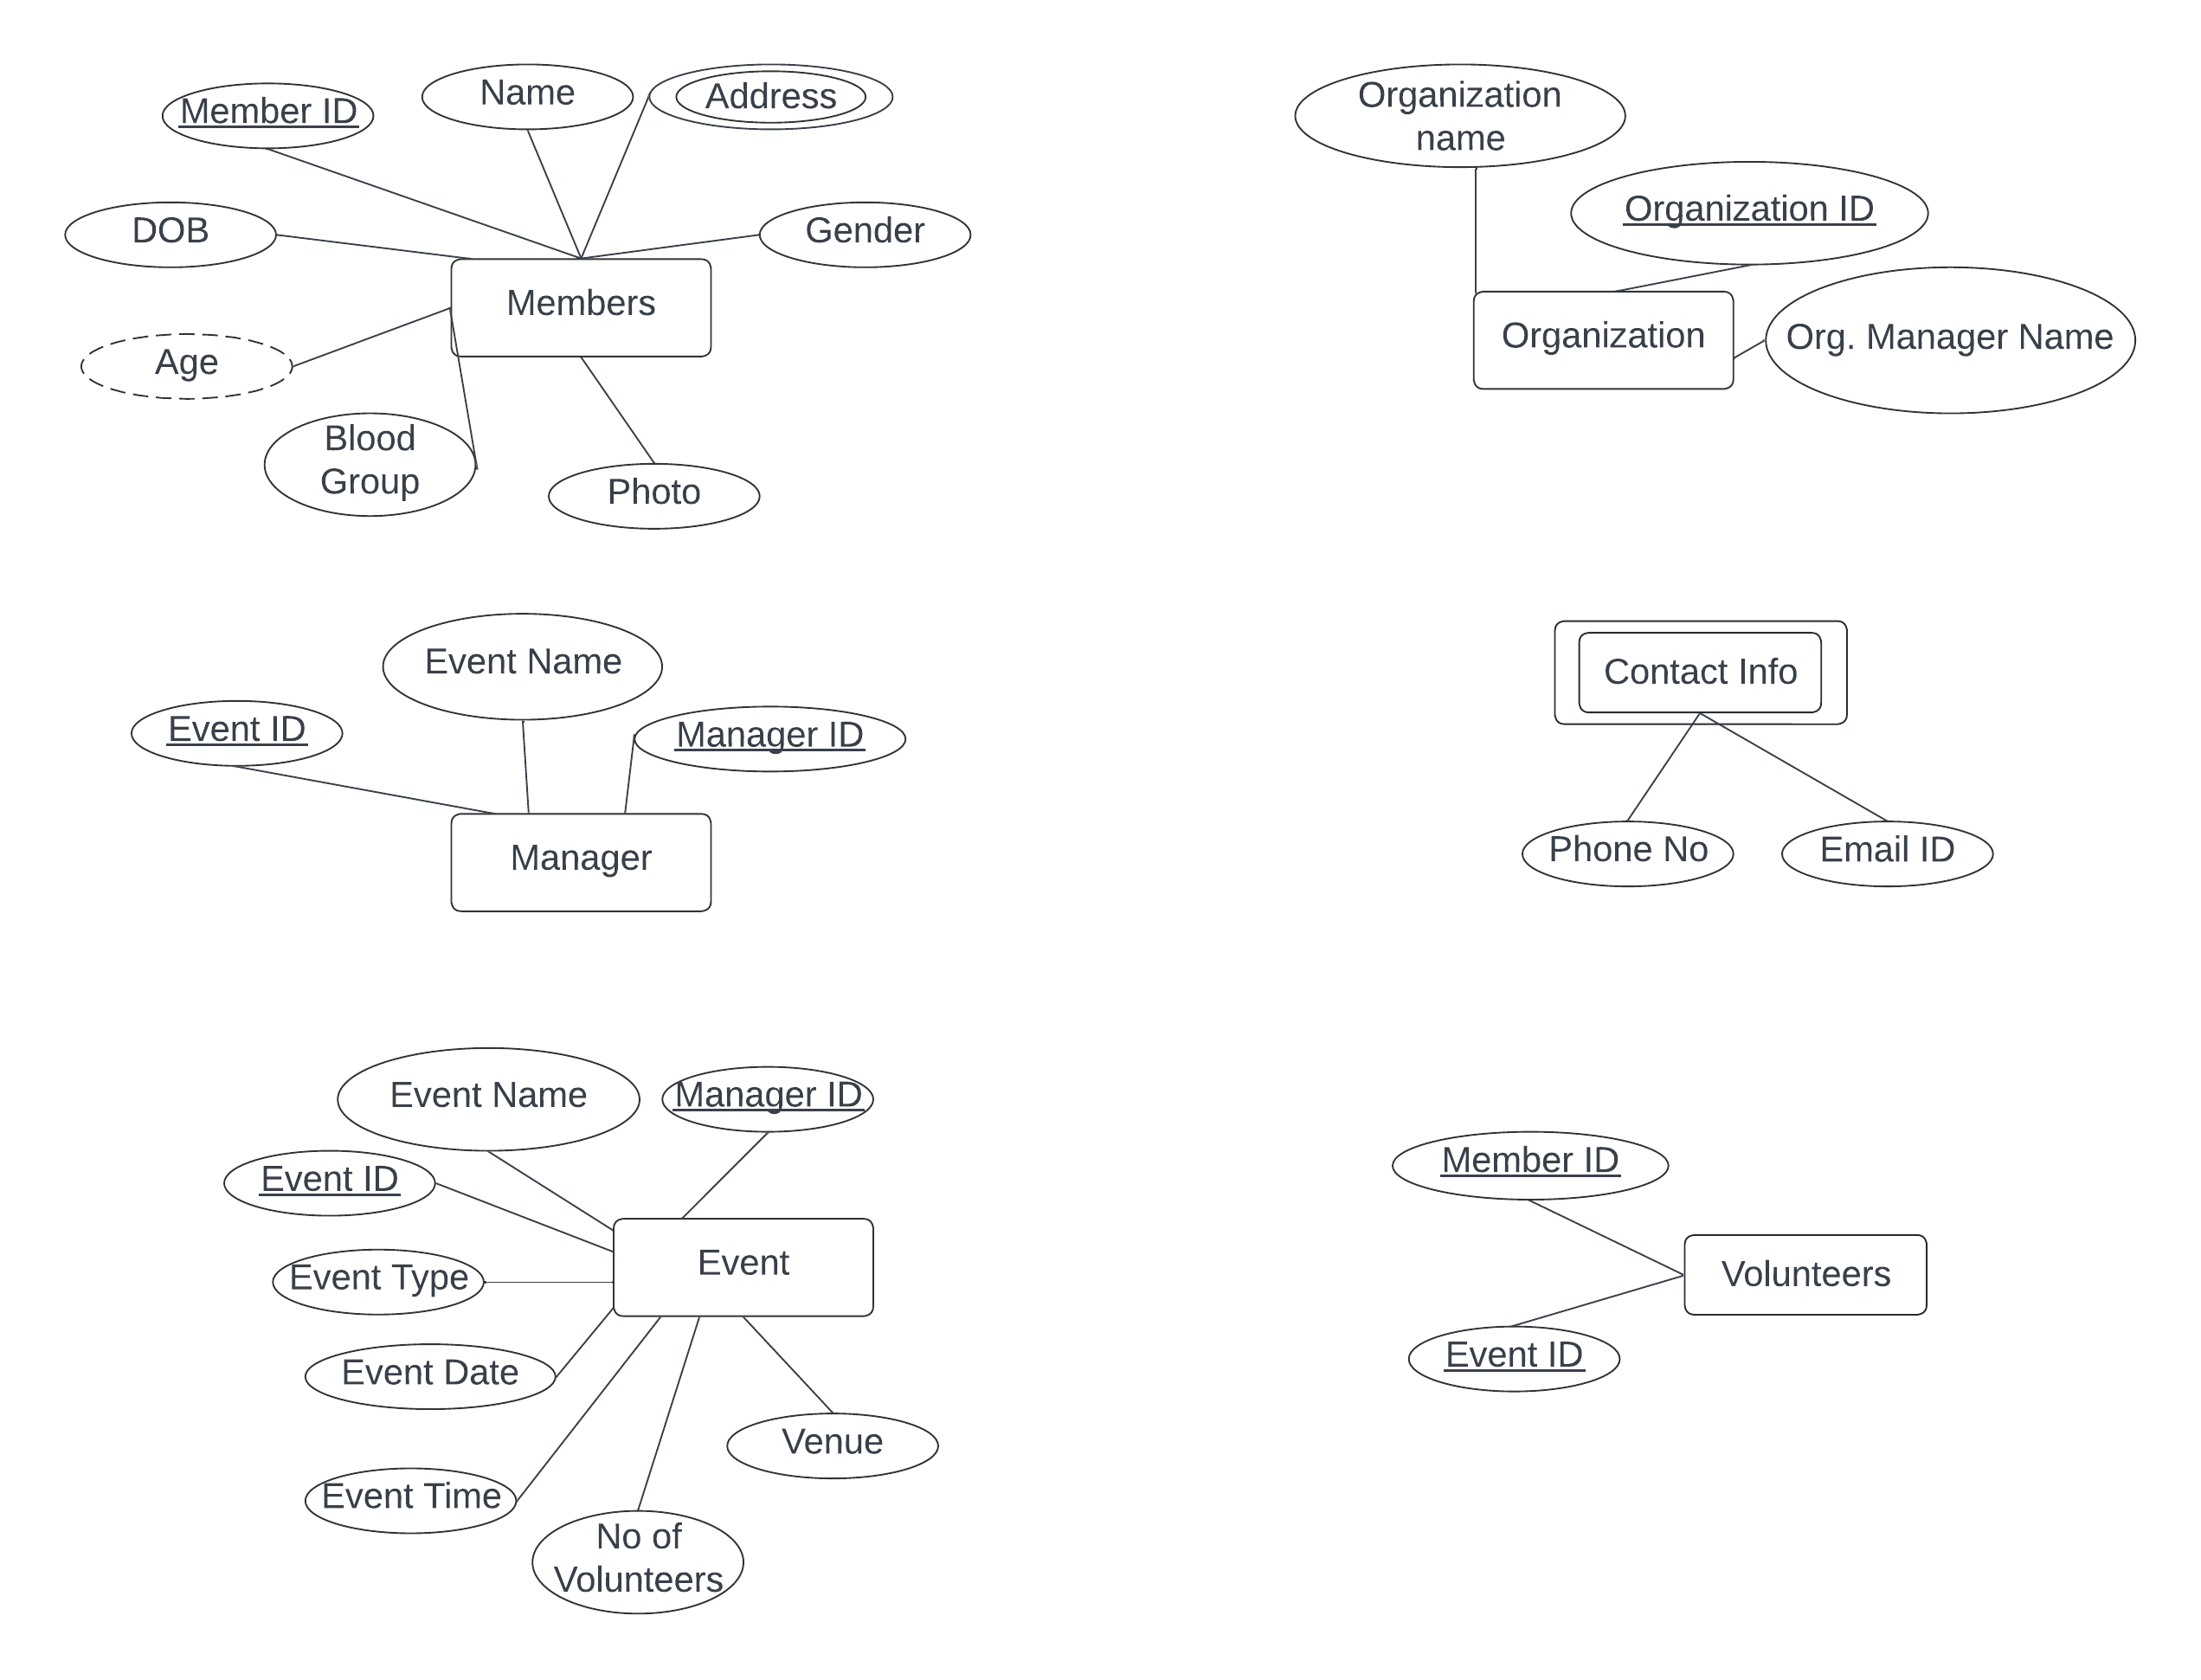 Member ID
Name
Address
DOB
Gender
Members
Age
Blood
Group
Photo
Organization
name
Organization ID
Organization
Org. Manager Name
Event Name
Event ID
Manager ID
Manager
Contact Info
Phone No
Email ID
Event Name
Manager ID
Event ID
Event
Event Type
Event Date
Event Time
Venue
No of
Volunteers
Member ID
Volunteers
Event ID